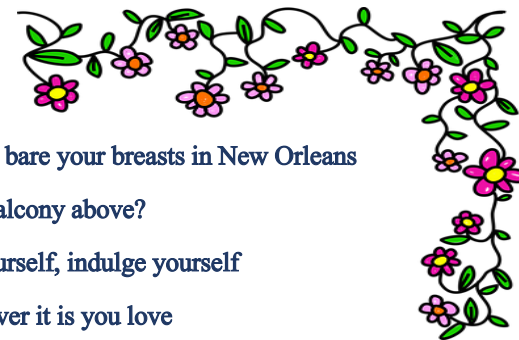 bare your breasts in New Orleans
alcony above?
urself, indulge yourself
ver it is you love